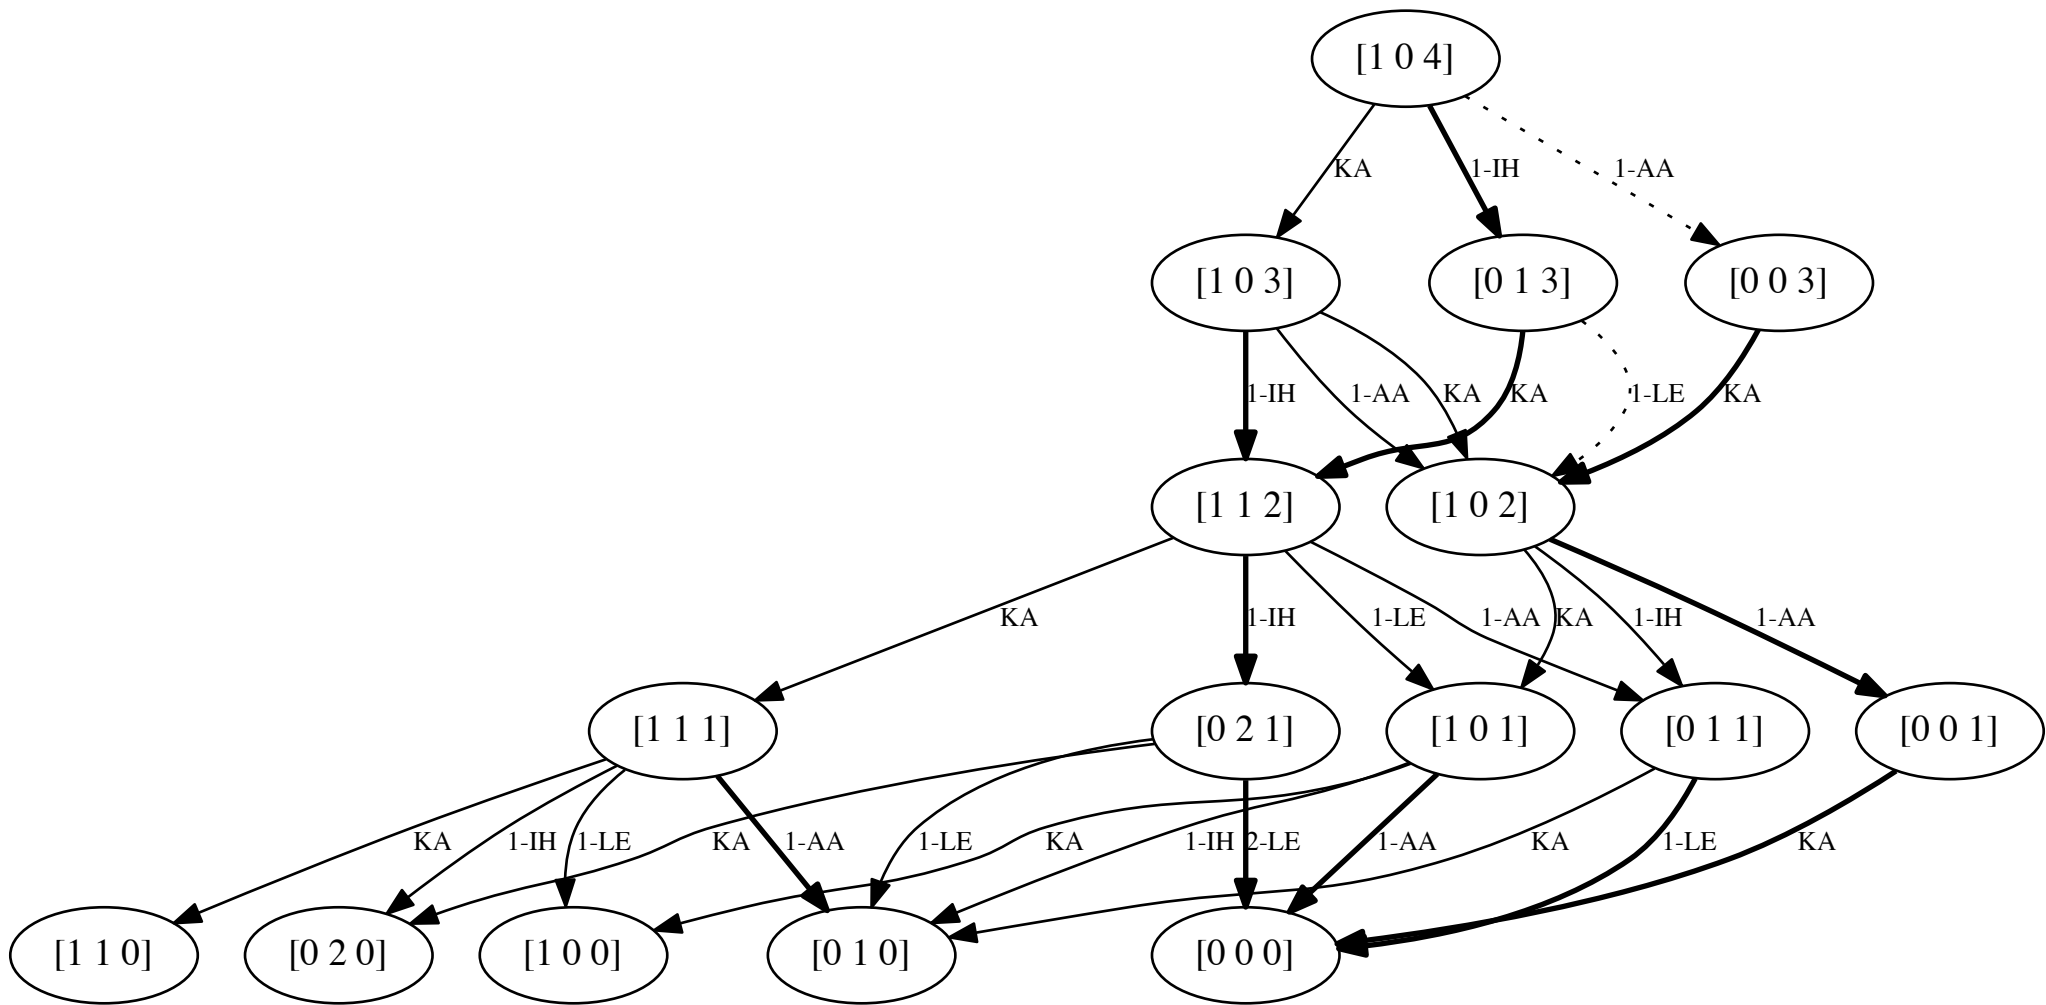 [1 0 4]
KA 1-IH 1-AA
[1 0 3] [0 1 3] [0 0 3]
1-IH 1-AA KA KA 1-LE KA
[1 1 2] [1 0 2]
KA 1-IH 1-LE 1-AA KA 1-IH 1-AA
[1 1 1] [0 2 1] [1 0 1] [0 1 1] [0 0 1]
KA 1-IH 1-LE KA 1-AA 1-LE KA 1-IH 2-LE 1-AA KA 1-LE KA
[1 1 0] [0 2 0] [1 0 0] [0 1 0] [0 0 0]